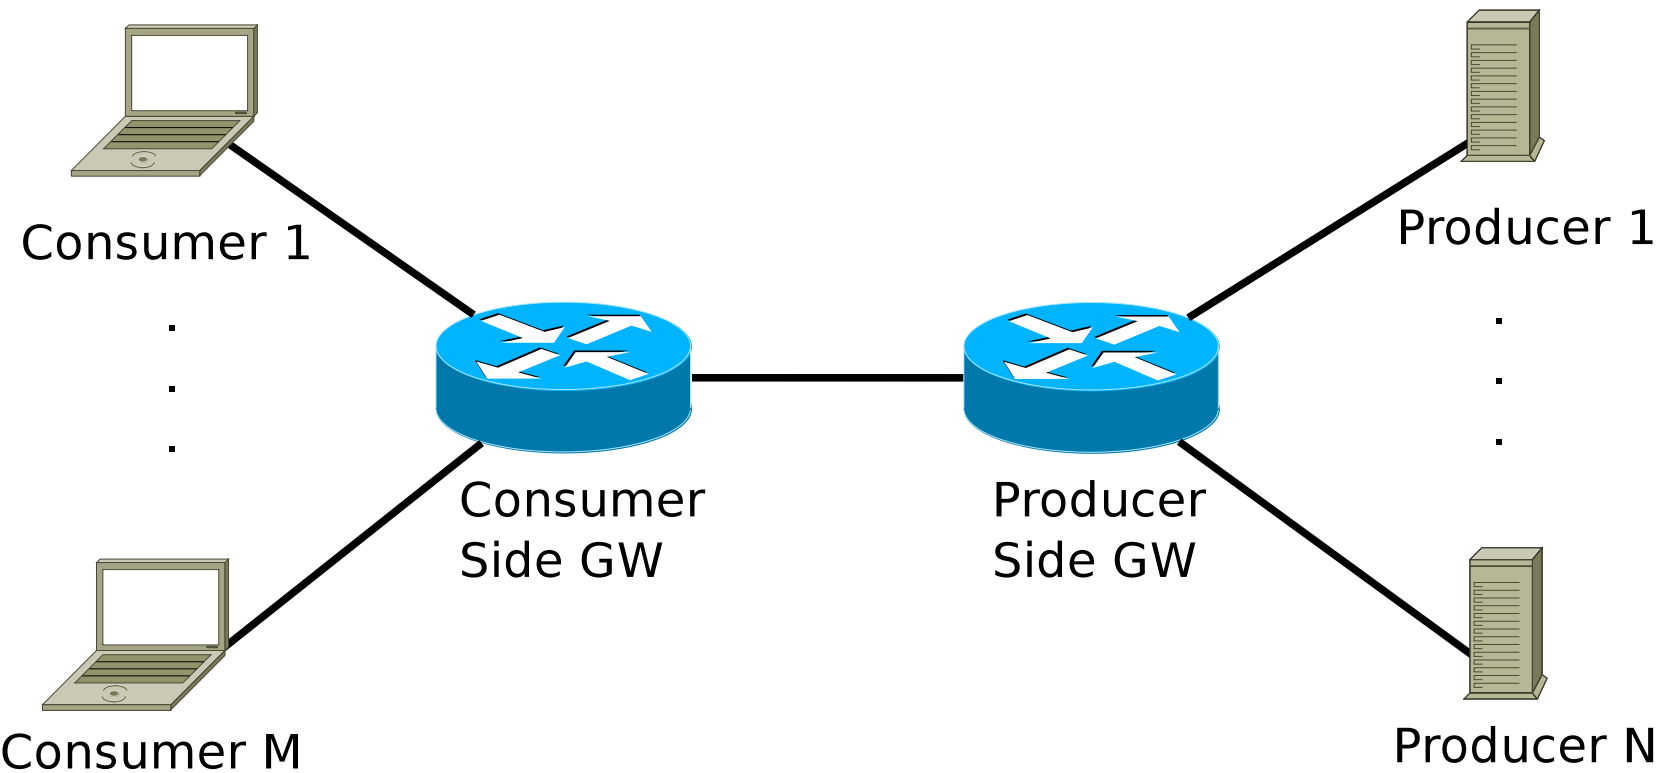 Consumer 1
Producer 1
.
.
.
.
.
.
Consumer
Side GW
Producer
Side GW
Consumer M
Producer N